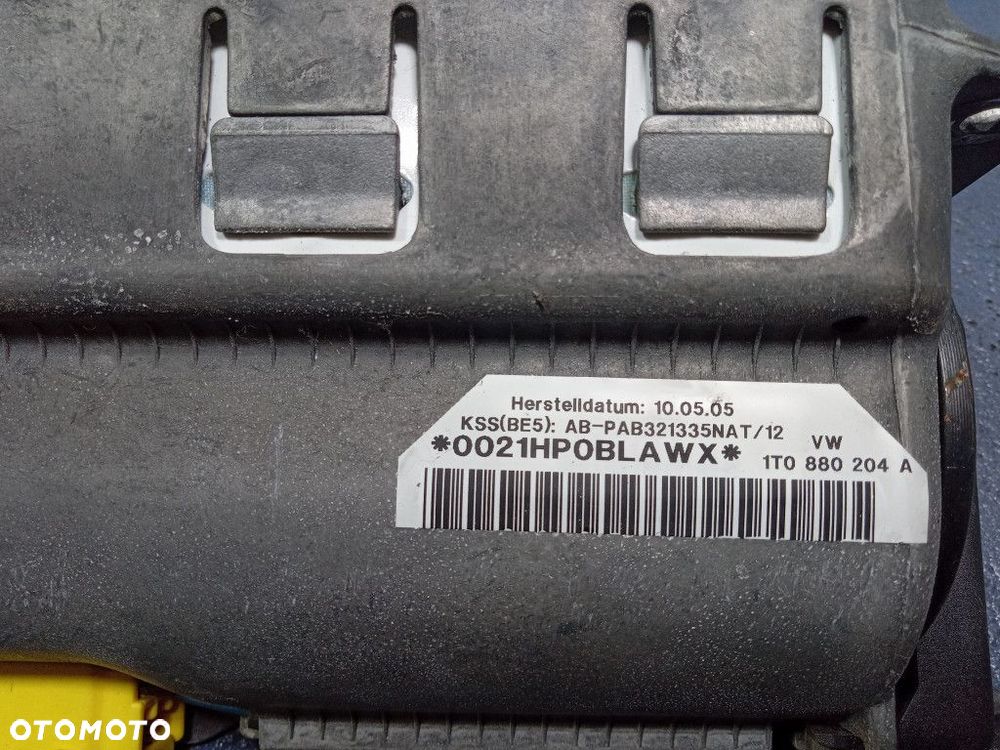 Herstelldatum: 10.05.05
KSS(BE5): AB-PAB321335NAT/12
VW
*0021HP0BLAWX*
1T0 880 204 A
OTOMOTO